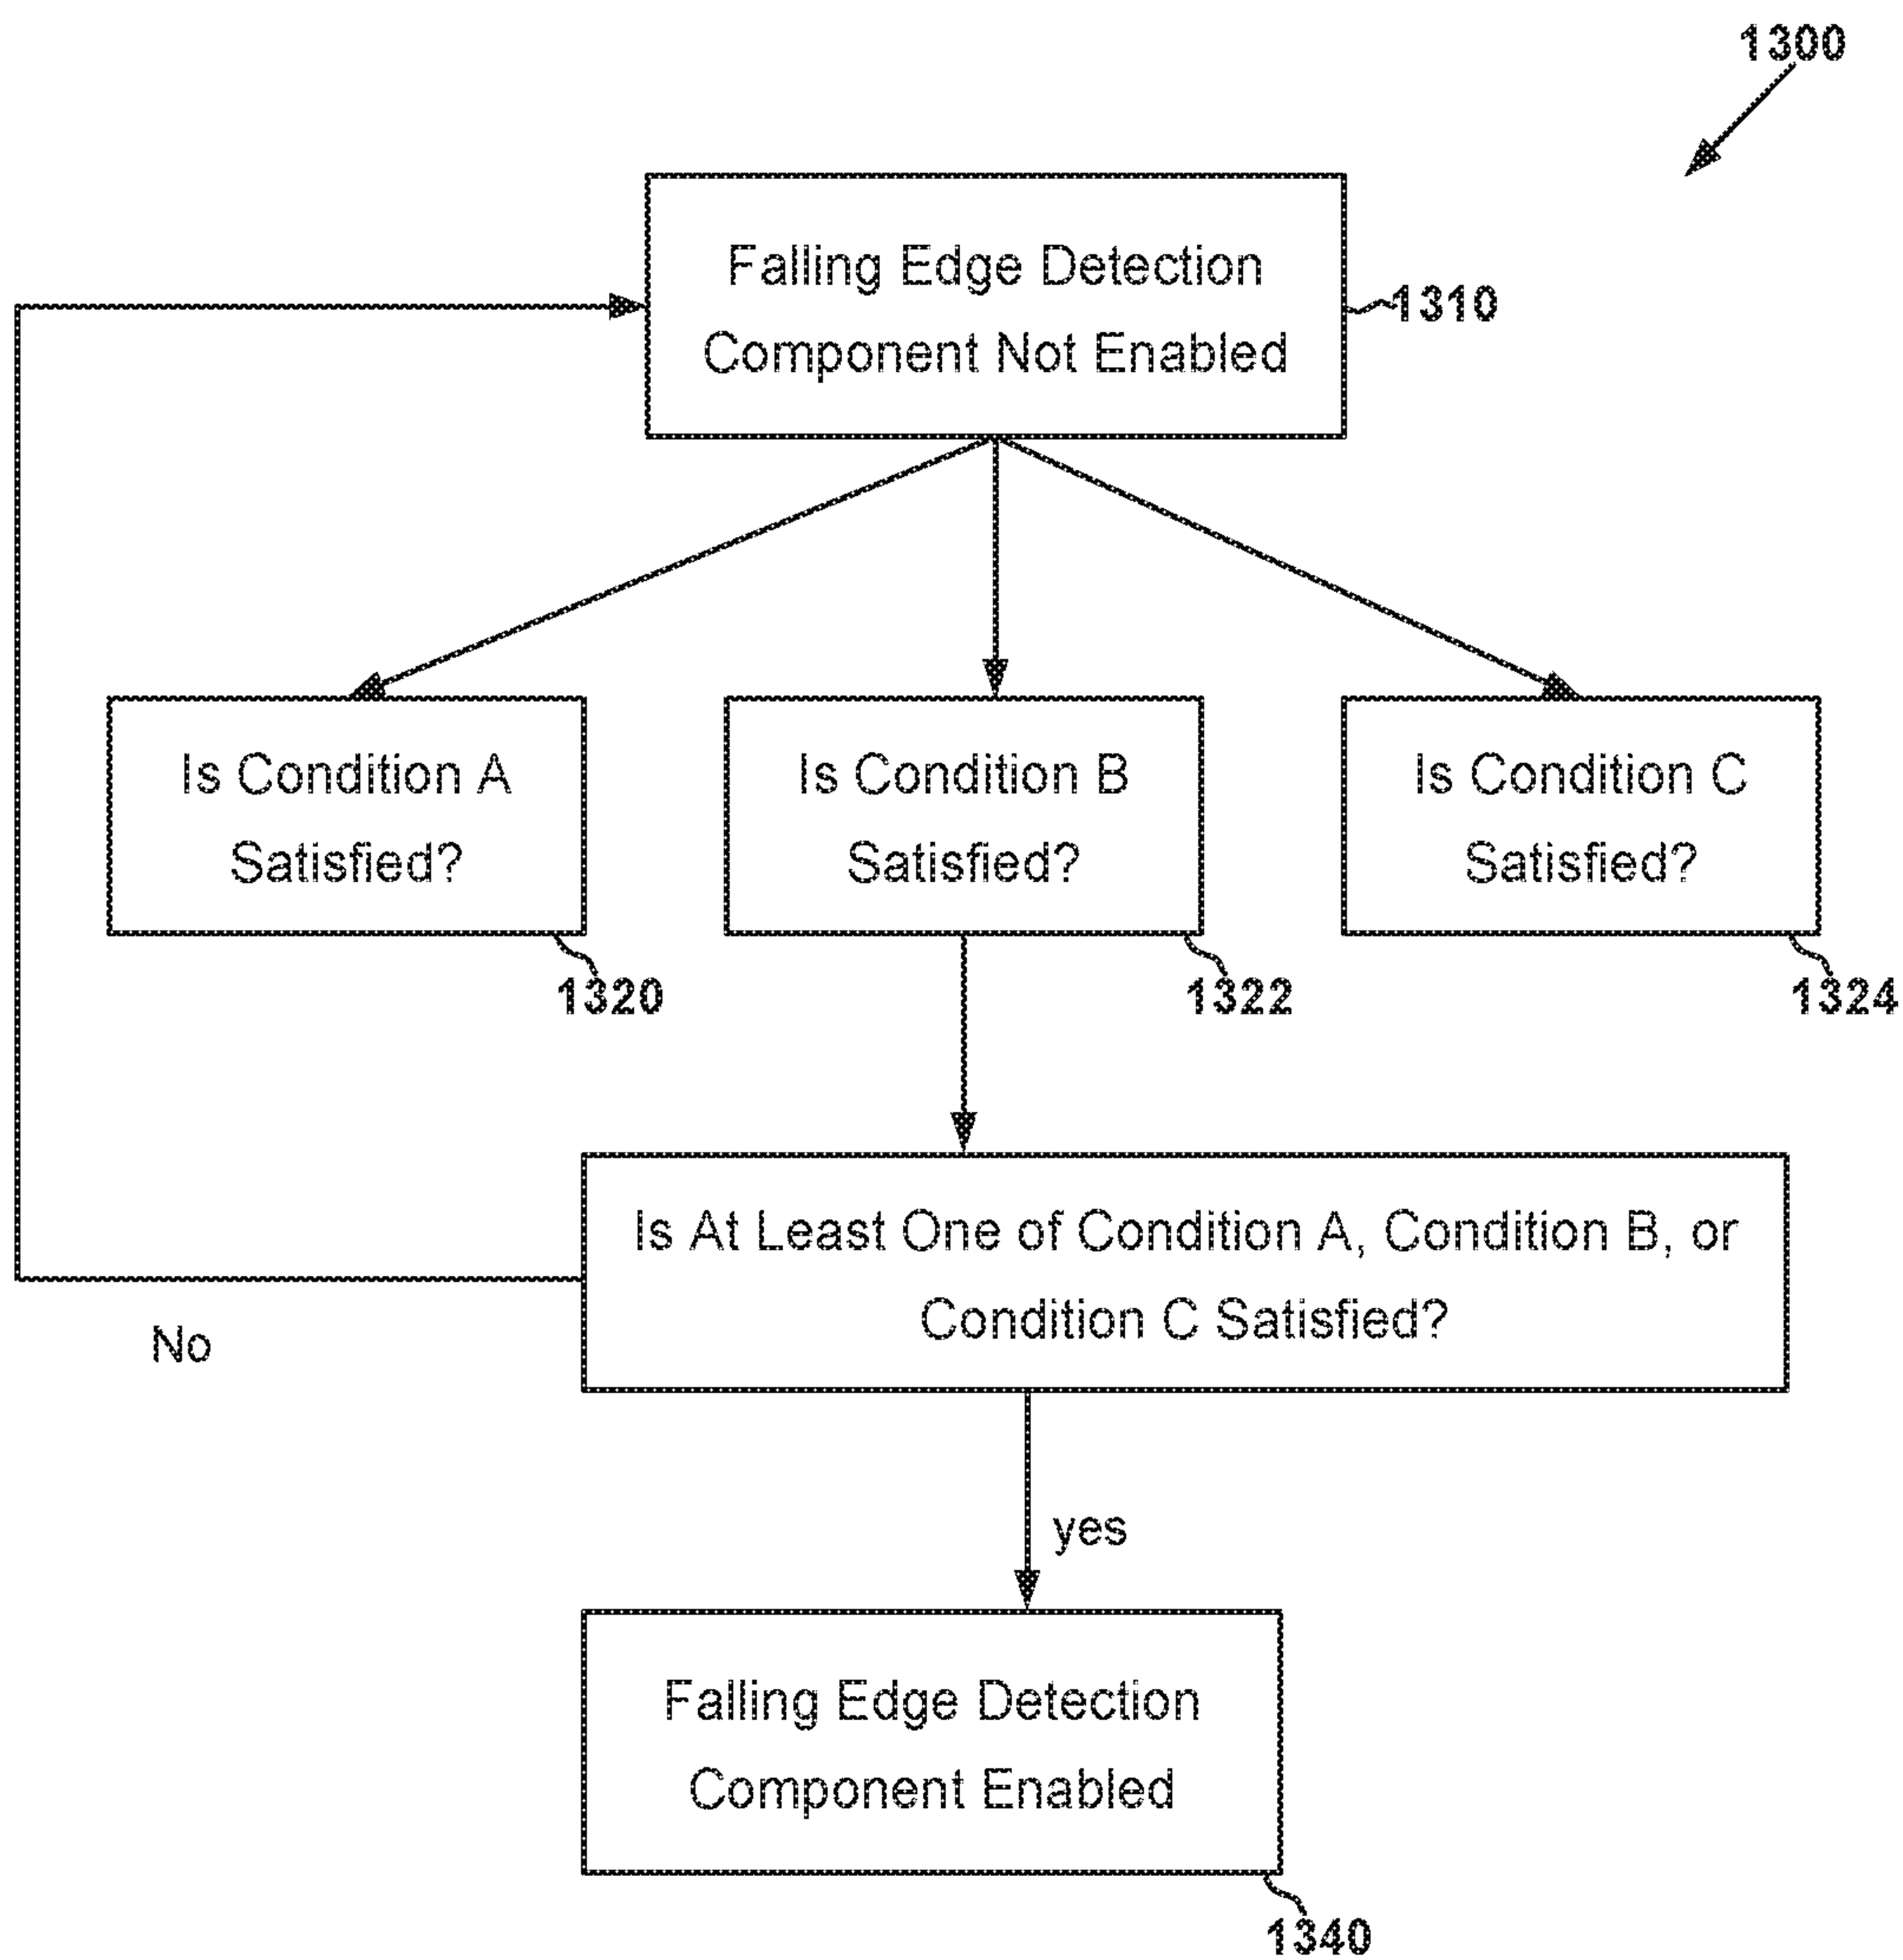 1300
Falling Edge Detection
Component Not Enabled
1310
Is Condition A
Satisfied?
Is Condition B
Satisfied?
Is Condition C
Satisfied?
1320
1322
1324
Is At Least One of Condition A, Condition B, or
Condition C Satisfied?
No
yes
Falling Edge Detection
Component Enabled
1340